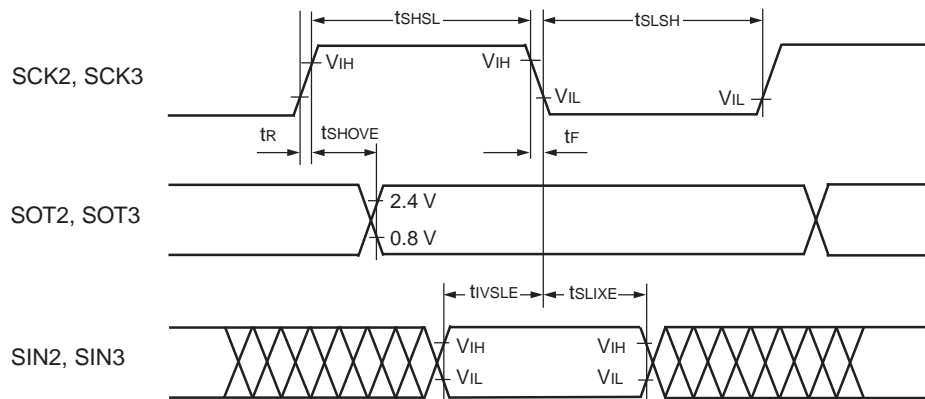 tSHSL
tSLSH
SCK2, SCK3
VIH
VIH
VIL
VIL
tR
tSHOVE
tF
SOT2, SOT3
2.4 V
0.8 V
tIVSLE
tSLIXE
SIN2, SIN3
VIH
VIH
VIL
VIL